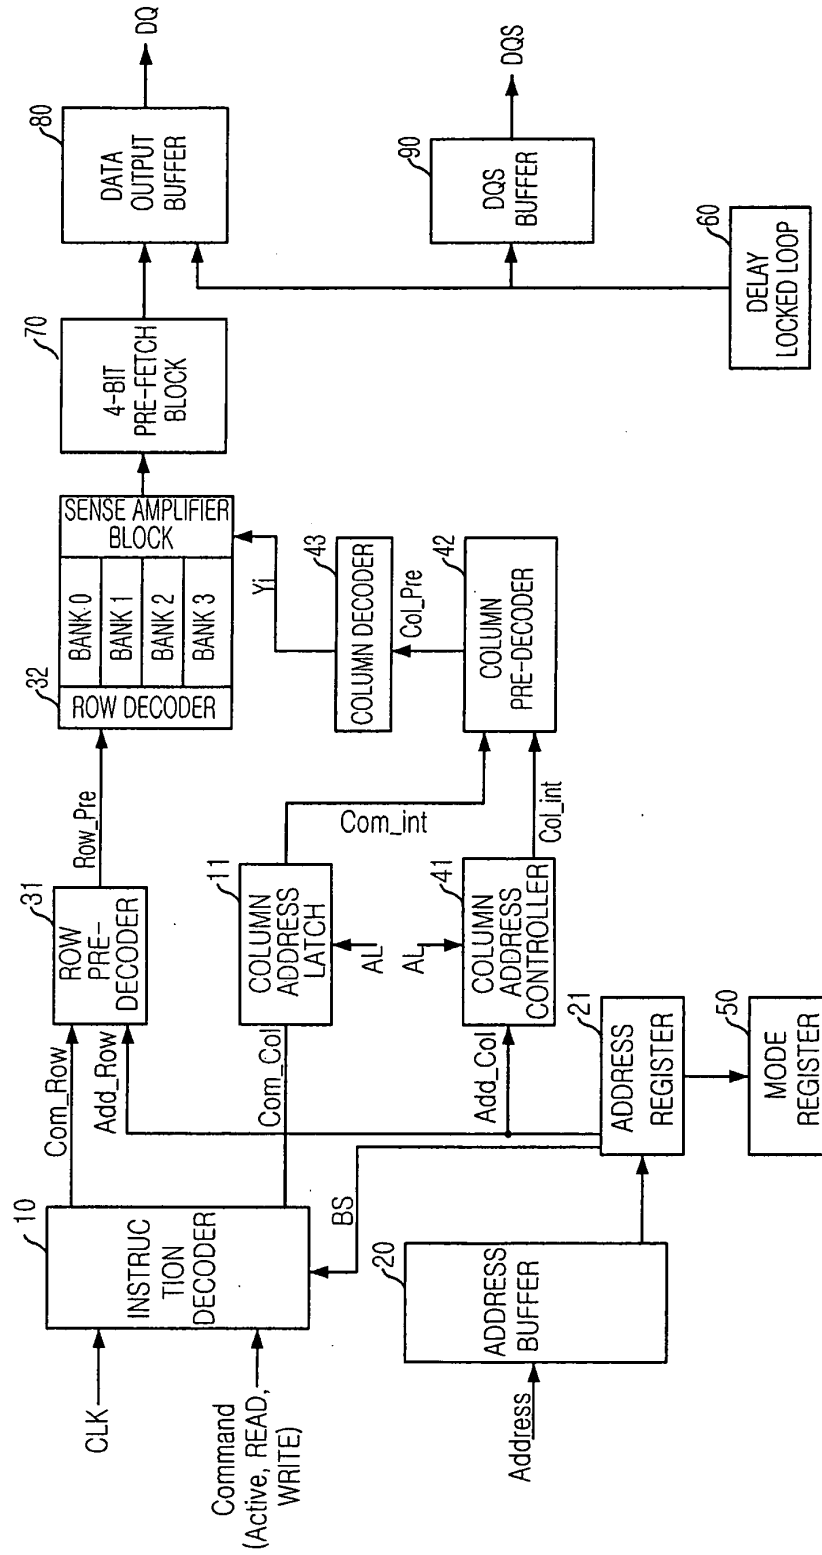 CLK
Command
(Active, READ,
WRITE)
Address
10
INSTRUC
TION
DECODER
20
ADDRESS
BUFFER
BS
Com_Row
Add_Row
Com_Col
Add_Col
21
ADDRESS
REGISTER
50
MODE
REGISTER
31
ROW
PRE-
DECODER
11
COLUMN
ADDRESS
LATCH
AL
AL
41
COLUMN
ADDRESS
CONTROLLER
Row_Pre
Com_int
Col_int
32
ROW DECODER
BANK 0
BANK 1
BANK 2
BANK 3
SENSE AMPLIFIER
BLOCK
Yi
43
COLUMN DECODER
Col_Pre
42
COLUMN
PRE-DECODER
70
4-BIT
PRE-FETCH
BLOCK
80
DATA
OUTPUT
BUFFER
DQ
90
DQS
BUFFER
DQS
60
DELAY
LOCKED LOOP